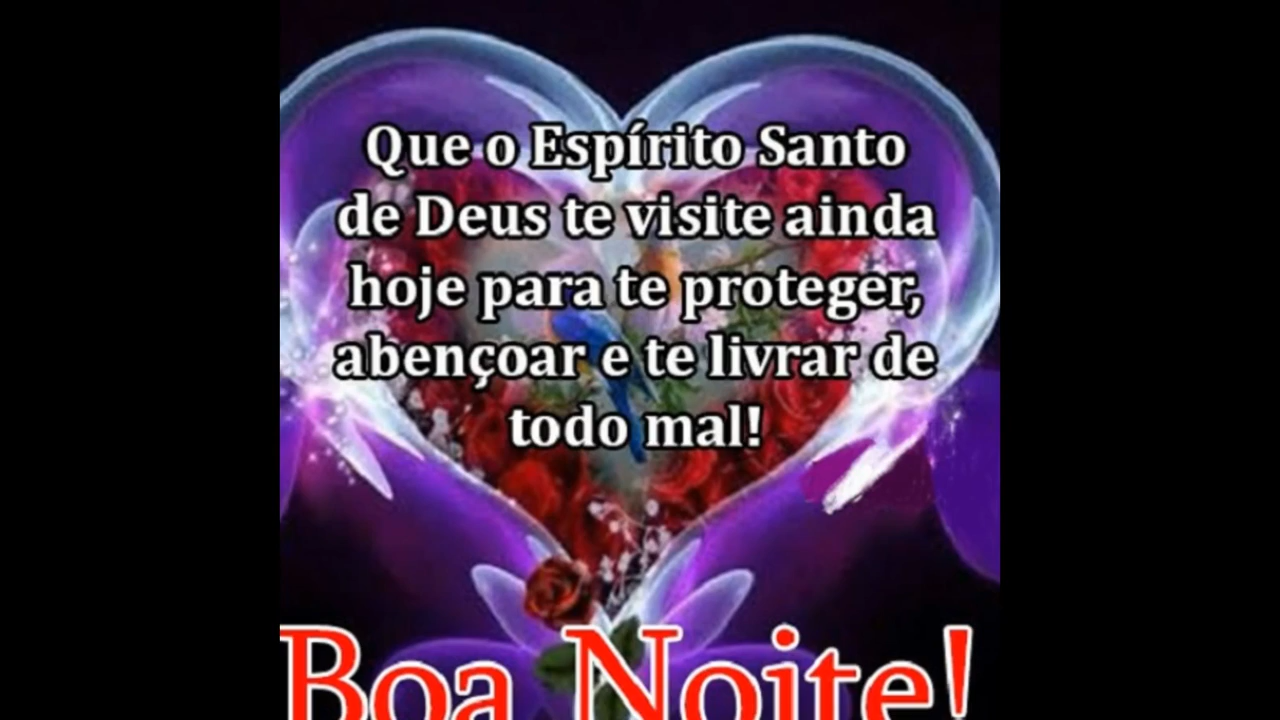 Que o Espírito Santo
de Deus te visite ainda
hoje para te proteger,
abençoar e te livrar de
todo mal!
Boa Noite!